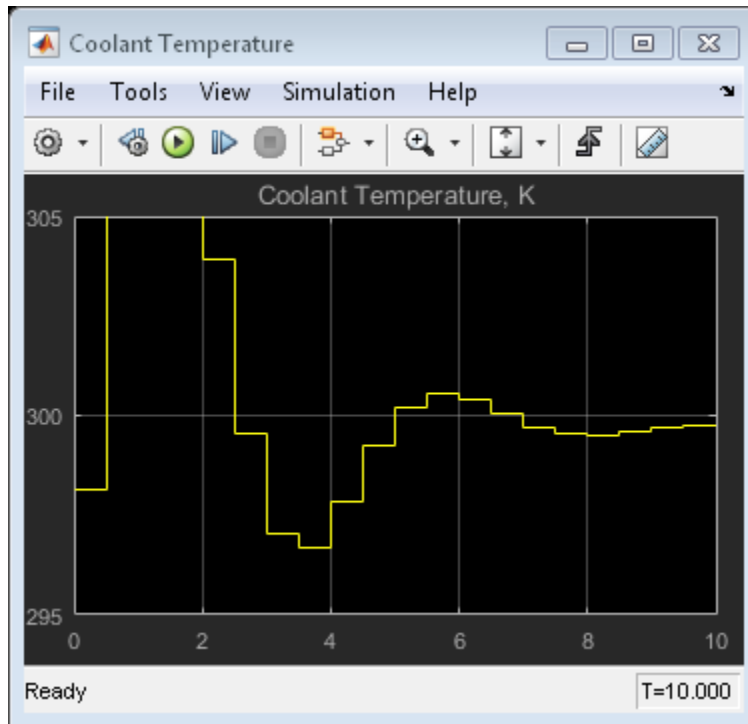 Coolant Temperature
File Tools View Simulation Help
Coolant Temperature, K
305
300
295
0 2 4 6 8 10
Ready T=10.000